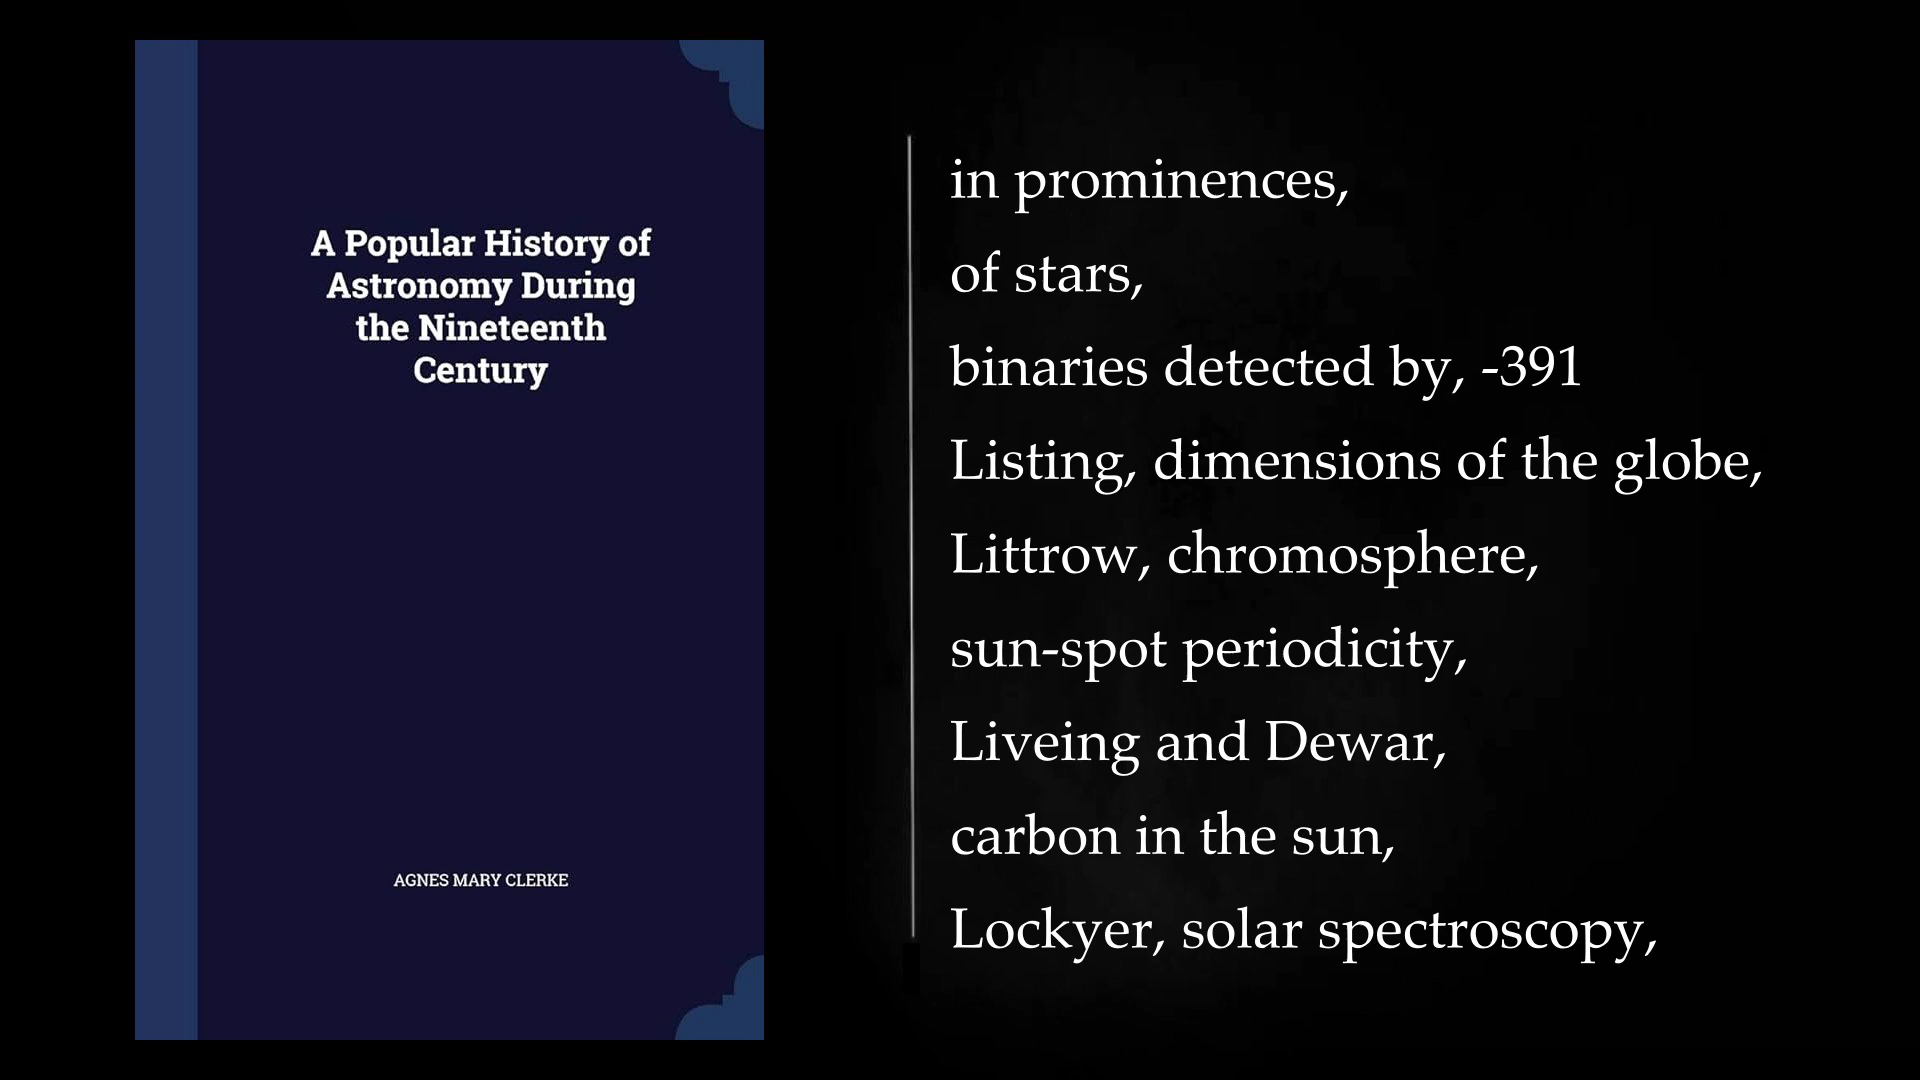 A Popular History of
Astronomy During
the Nineteenth
Century
AGNES MARY CLERKE
in prominences,
of stars,
binaries detected by, -391
Listing, dimensions of the globe,
Littrow, chromosphere,
sun-spot periodicity,
Liveing and Dewar,
carbon in the sun,
Lockyer, solar spectroscopy,